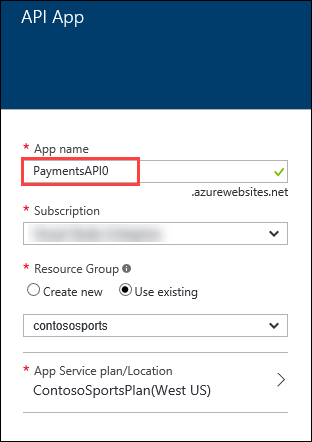 API App
* App name
PaymentsAPI0
.azurewebsites.net
* Subscription
* Resource Group
Create new Use existing
contososports
* App Service plan/Location
ContosoSportsPlan(West US)